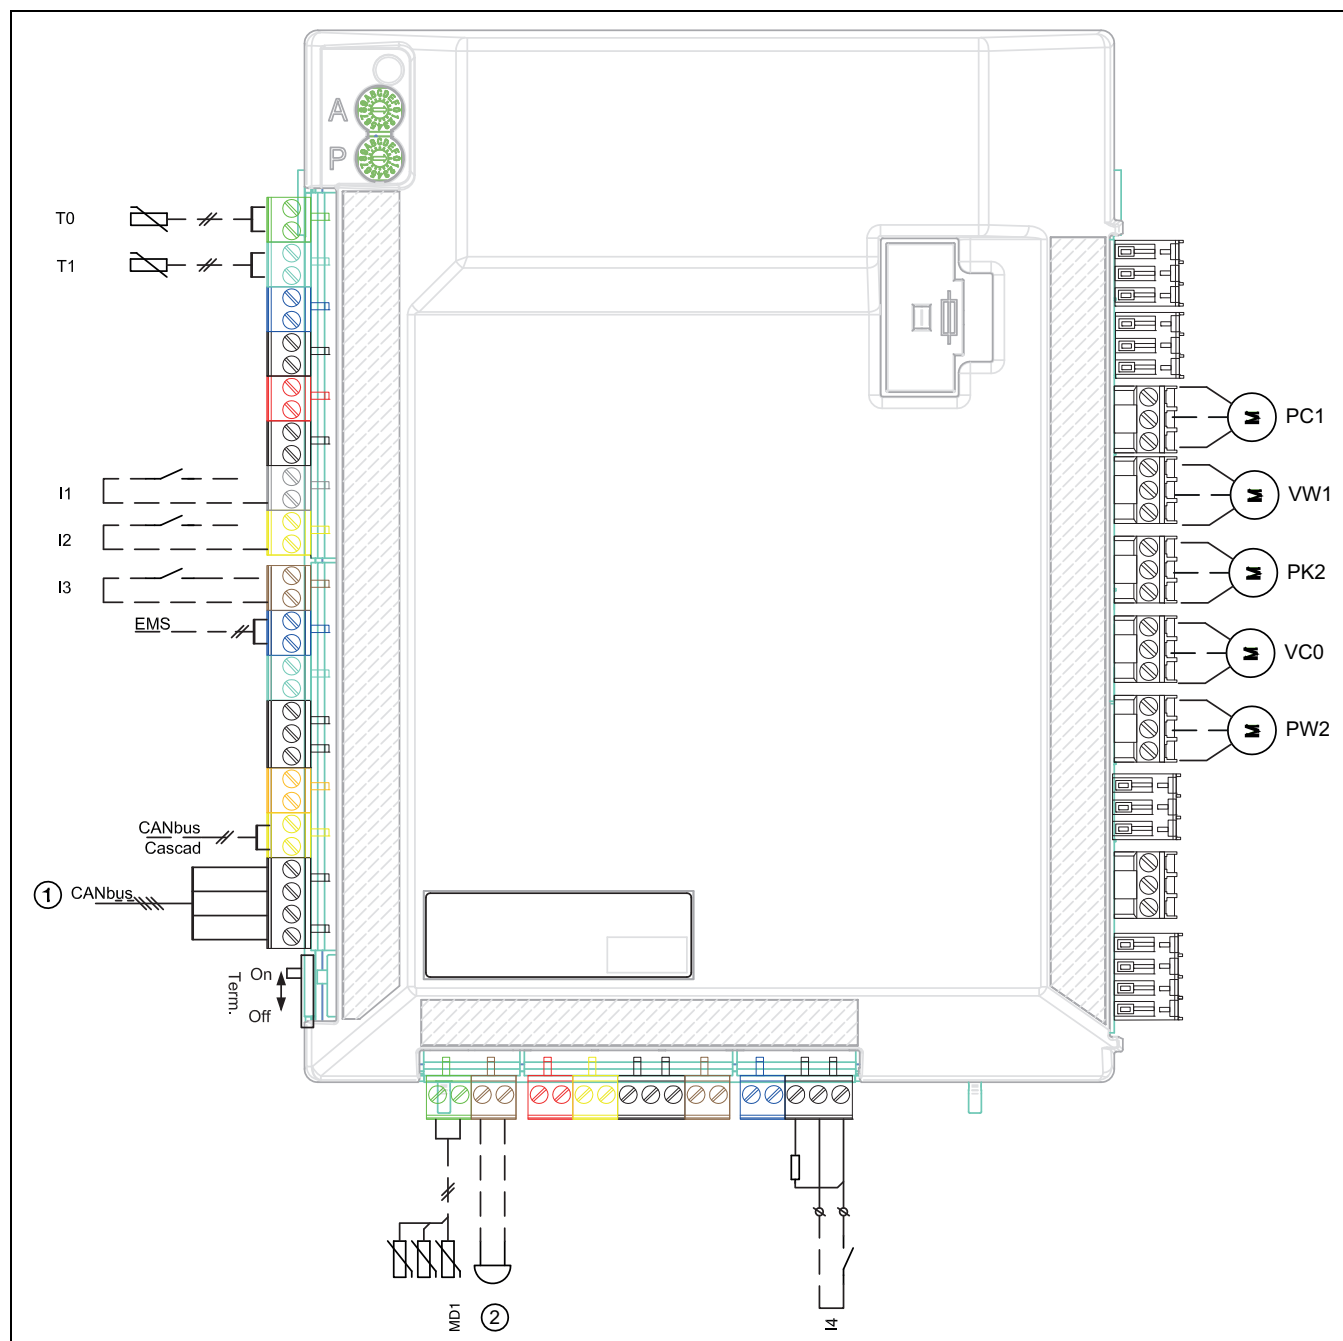 A
P
T0
T1
I1
I2
I3
EMS
CANbus
Cascad
1 CANbus
On
Off
Term.
M PC1
M VW1
M PK2
M VC0
M PW2
MD1
2
I4